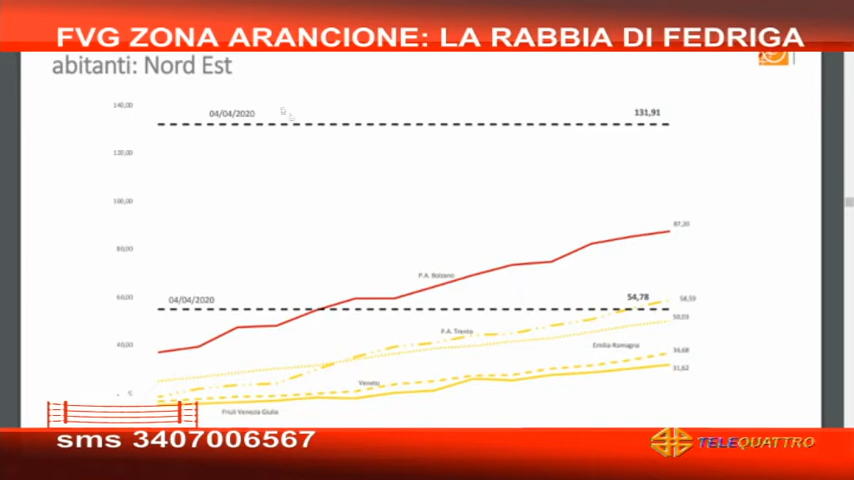 FVG ZONA ARANCIONE: LA RABBIA DI FEDRIGA
abitanti: Nord Est
140,00
04/04/2020
131,91
120,00
100,00
80,00
87,20
P.A. Bolzano
60,00
04/04/2020
54,78
58,59
P.A. Trento
50,03
40,00
Emilia Romagna
36,68
Veneto
31,62
Friuli Venezia Giulia
sms 3407006567
TELEQUATTRO